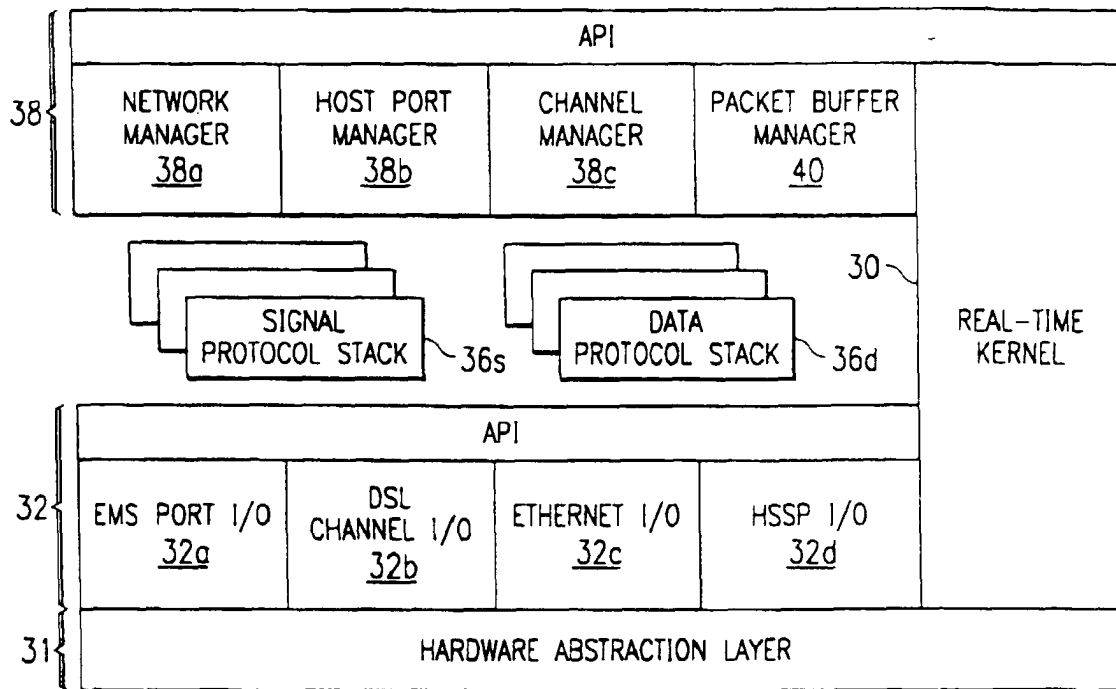 API
38
NETWORK
MANAGER
38a
HOST PORT
MANAGER
38b
CHANNEL
MANAGER
38c
PACKET BUFFER
MANAGER
40
30
REAL-TIME
KERNEL
SIGNAL
PROTOCOL STACK
36s
DATA
PROTOCOL STACK
36d
API
32
EMS PORT I/O
32a
DSL
CHANNEL I/O
32b
ETHERNET I/O
32c
HSSP I/O
32d
31
HARDWARE ABSTRACTION LAYER